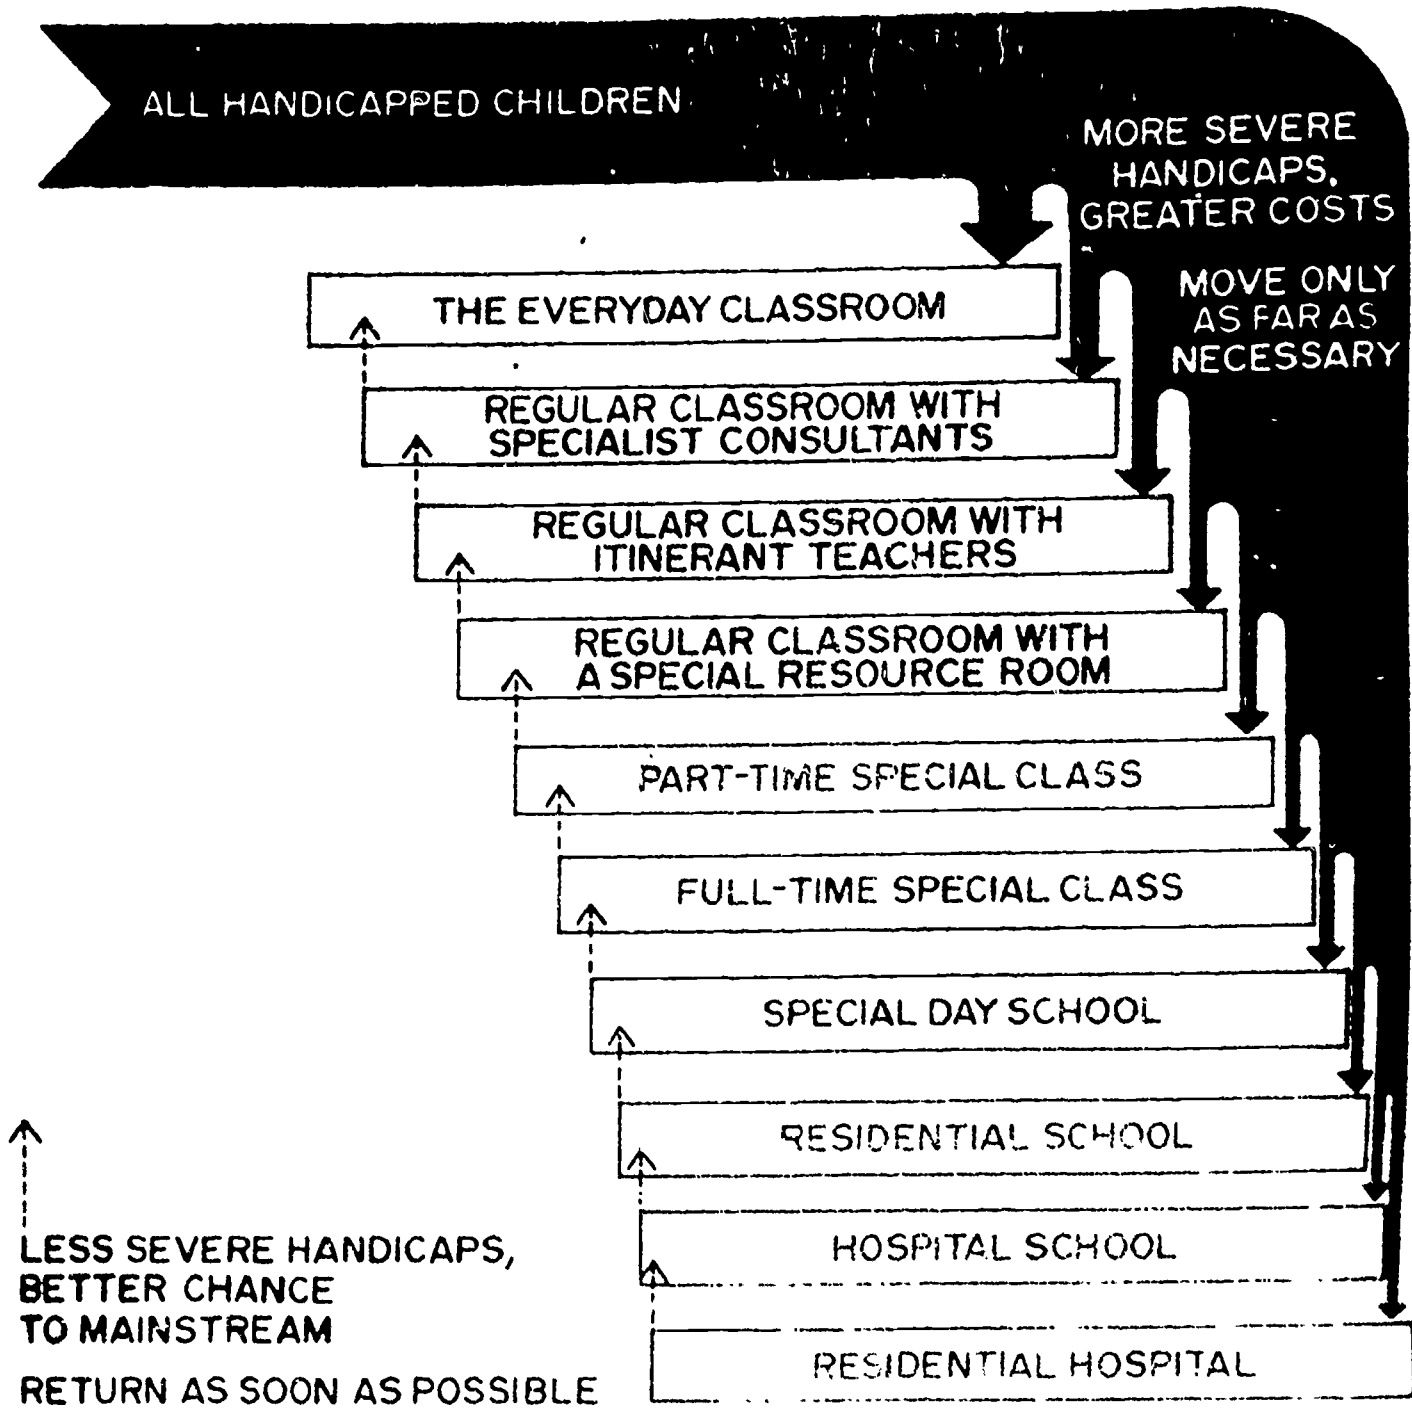 ALL HANDICAPPED CHILDREN
MORE SEVERE
HANDICAPS,
GREATER COSTS
MOVE ONLY
AS FAR AS
NECESSARY
THE EVERYDAY CLASSROOM
REGULAR CLASSROOM WITH
SPECIALIST CONSULTANTS
REGULAR CLASSROOM WITH
ITINERANT TEACHERS
REGULAR CLASSROOM WITH
A SPECIAL RESOURCE ROOM
PART-TIME SPECIAL CLASS
FULL-TIME SPECIAL CLASS
SPECIAL DAY SCHOOL
RESIDENTIAL SCHOOL
HOSPITAL SCHOOL
RESIDENTIAL HOSPITAL
LESS SEVERE HANDICAPS,
BETTER CHANCE
TO MAINSTREAM
RETURN AS SOON AS POSSIBLE